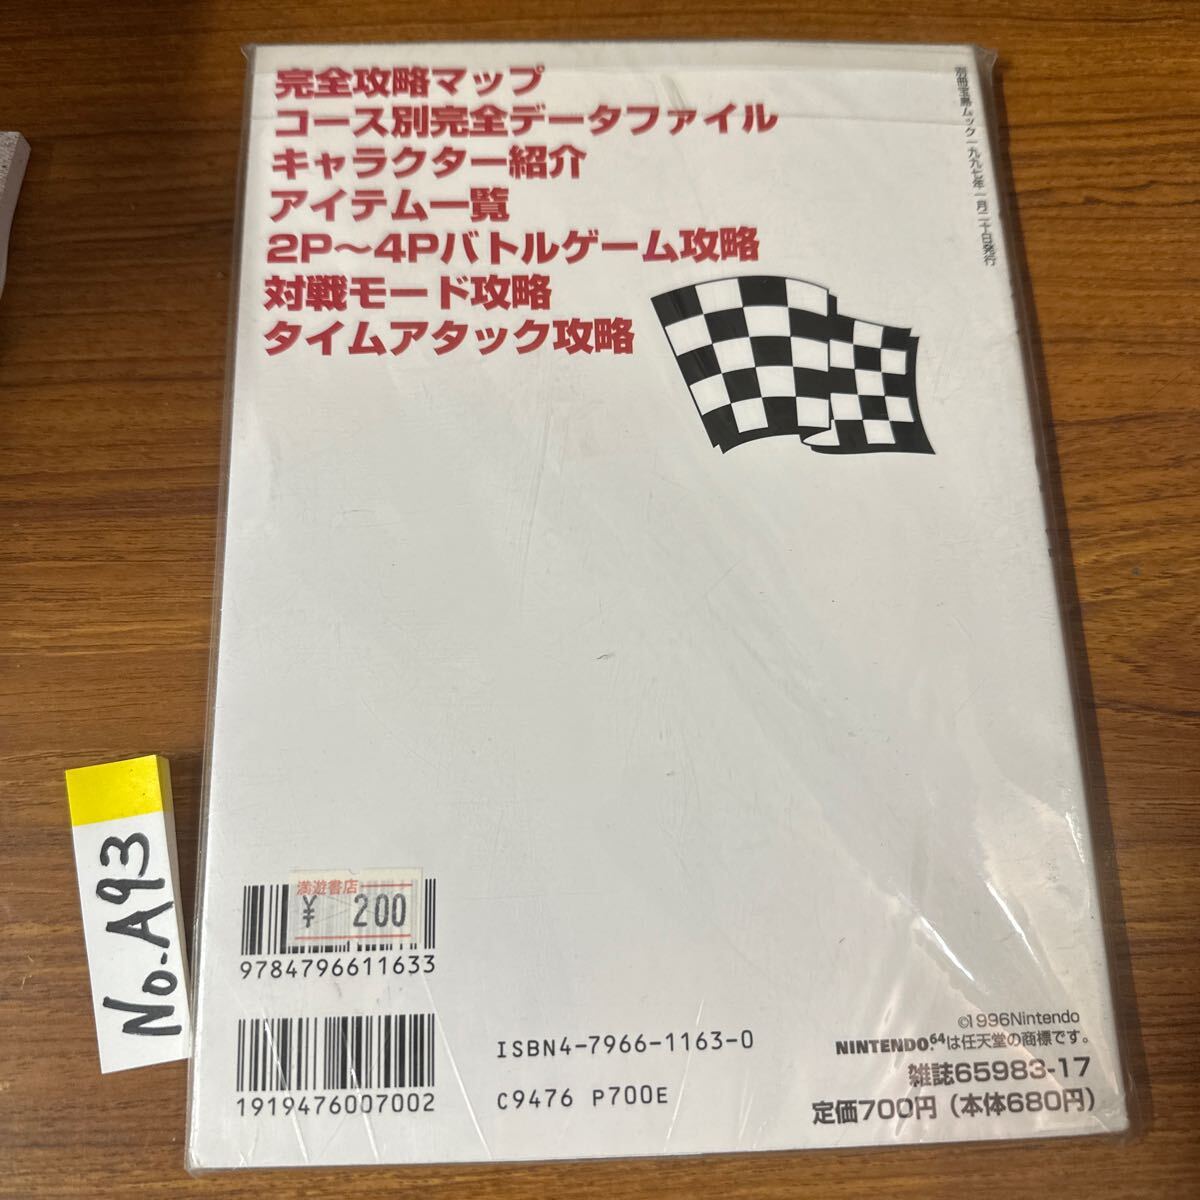 完全攻略マップ
コース別完全データファイル
キャラクター紹介
アイテム一覧
2P〜4Pバトルゲーム攻略
対戦モード攻略
タイムアタック攻略
別冊宝島ムック一九九七年一月二十日発行
No.A93
満遊書店
¥ 200
9784796611633
1919476007002
ISBN4-7966-1163-0
C9476 P700E
©1996Nintendo
NINTENDO64は任天堂の商標です。
雑誌65983-17
定価700円（本体680円）